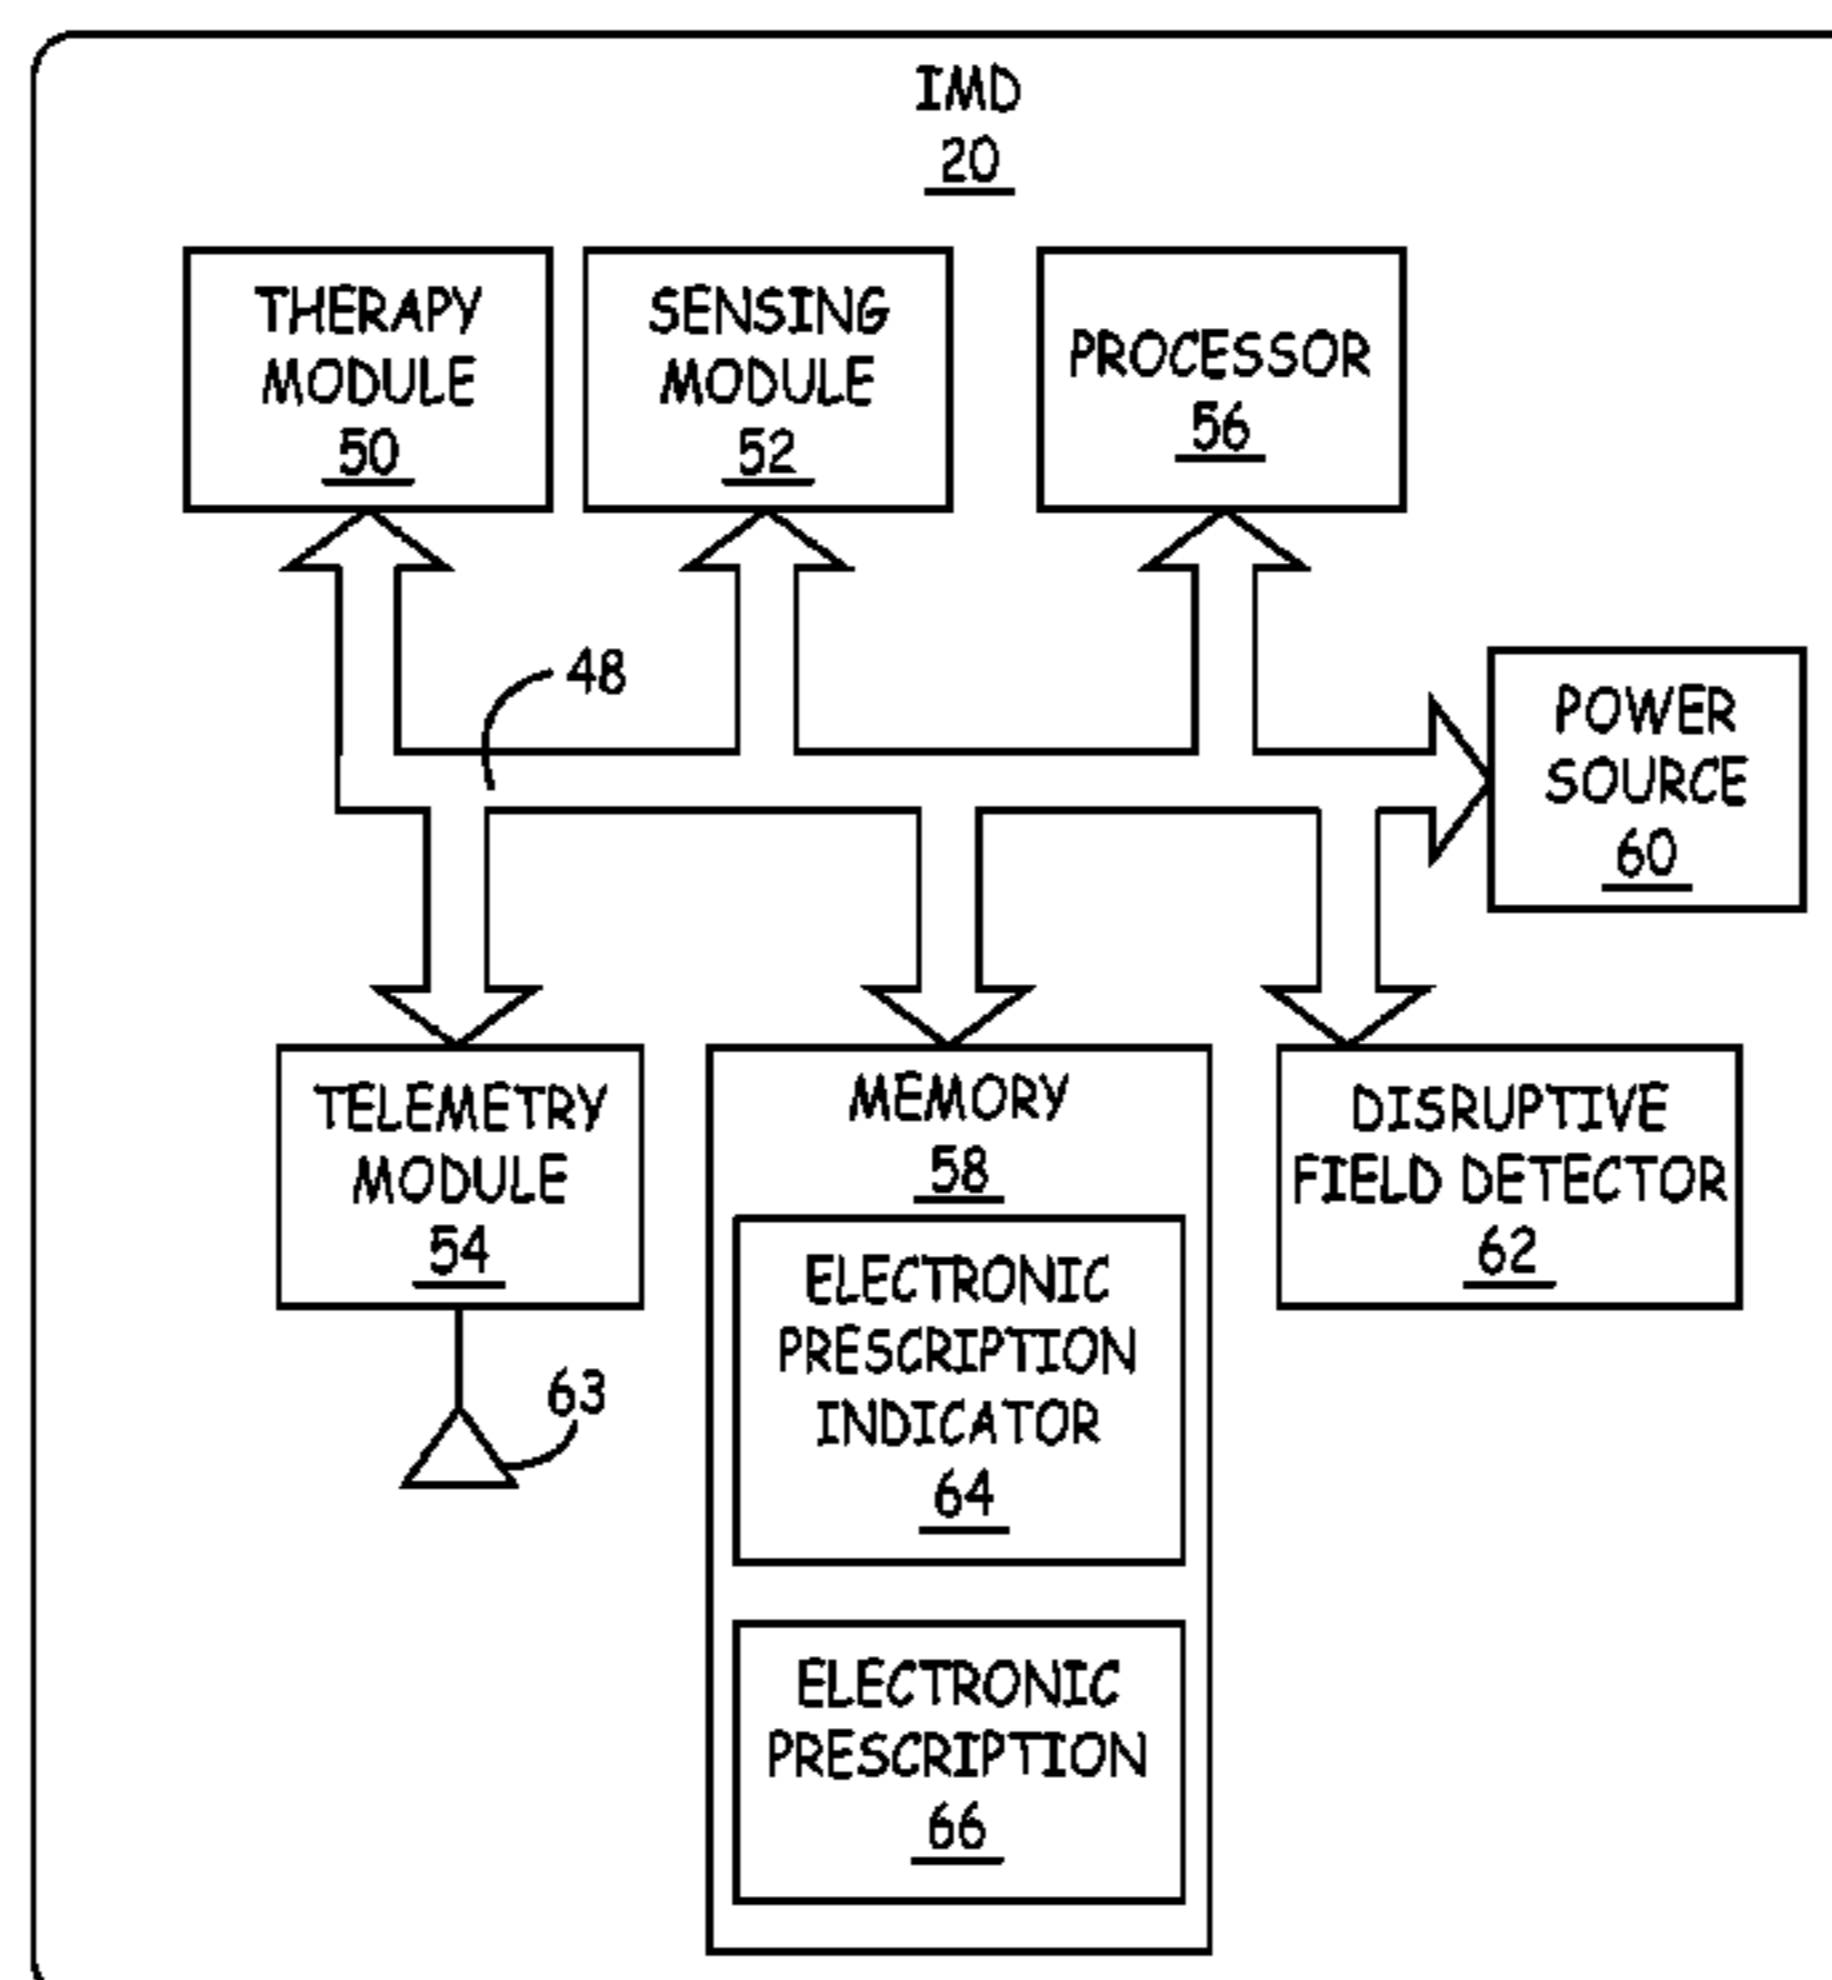 IMD
20
THERAPY
MODULE
50
SENSING
MODULE
52
PROCESSOR
56
48
POWER
SOURCE
60
TELEMETRY
MODULE
54
63
MEMORY
58
ELECTRONIC
PRESCRIPTION
INDICATOR
64
ELECTRONIC
PRESCRIPTION
66
DISRUPTIVE
FIELD DETECTOR
62